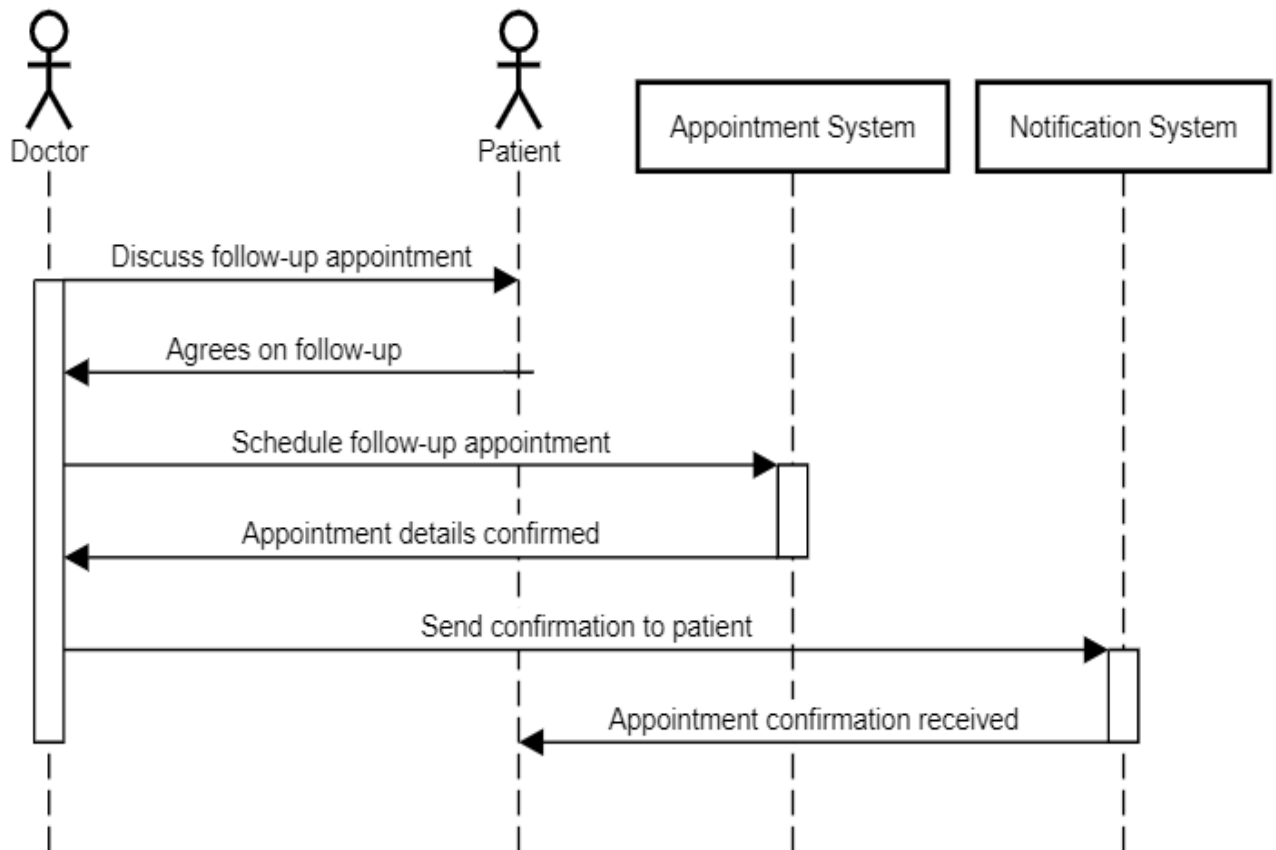 Doctor
Patient
Appointment System
Notification System
Discuss follow-up appointment
Agrees on follow-up
Schedule follow-up appointment
Appointment details confirmed
Send confirmation to patient
Appointment confirmation received